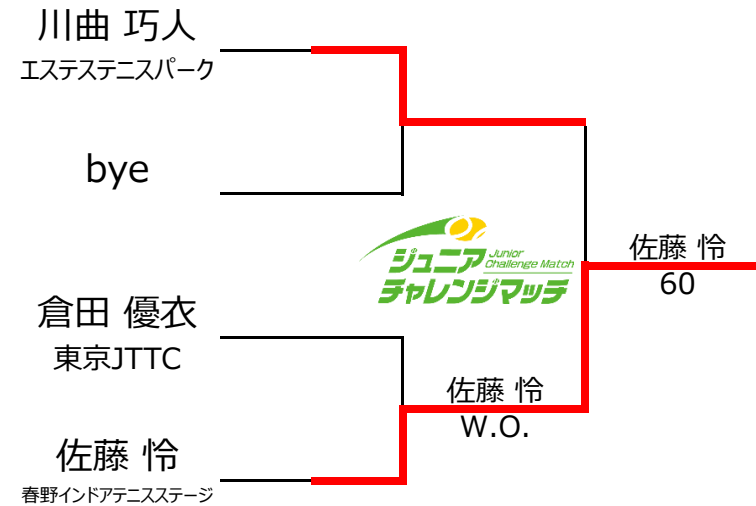 川曲 巧人
エステステニスパーク
bye
ジュニア
Junior
Challenge Match
チャレンジマッチ
佐藤 怜
60
倉田 優衣
東京JTTC
佐藤 怜
W.O.
佐藤 怜
春野インドアテニスステージ